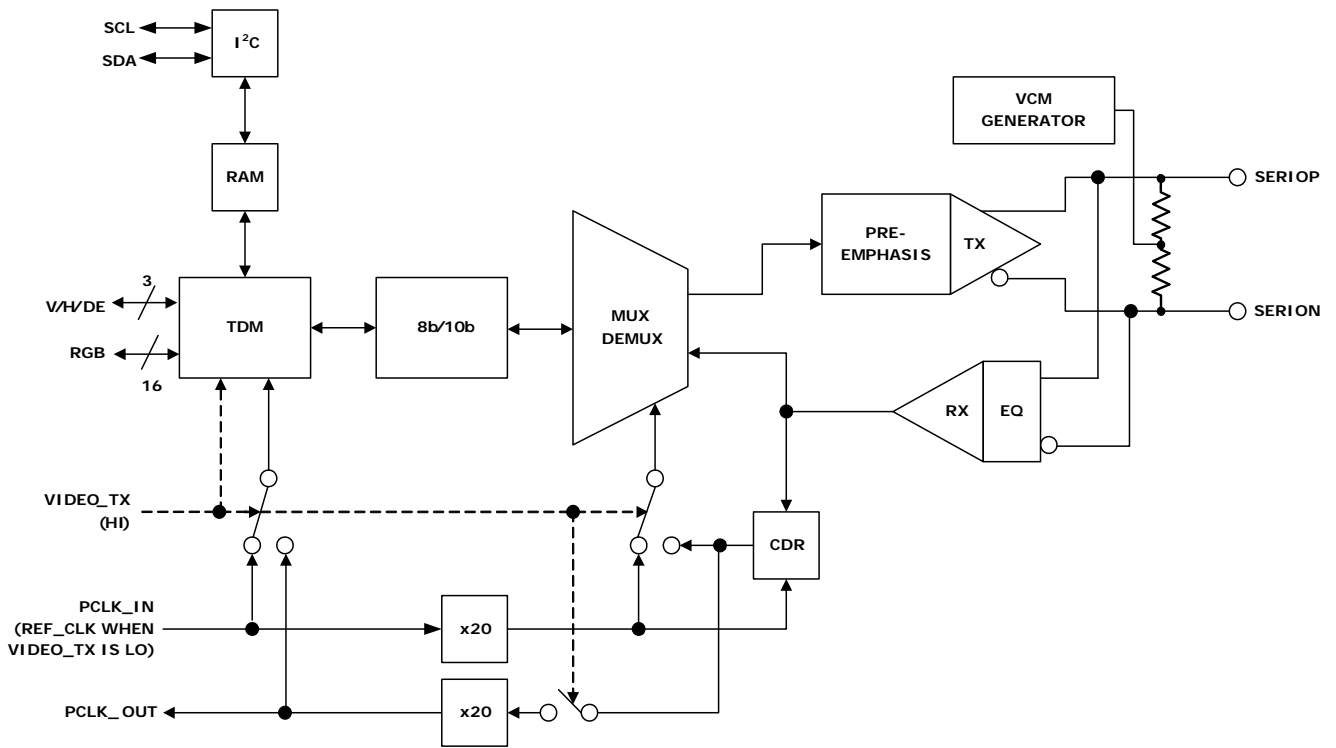 SCL
SDA
I²C
VCM
GENERATOR
RAM
SERIOP
PRE-
EMPHASIS
TX
3
V/H/DE
TDM
8b/10b
MUX
DEMUX
SERION
RGB
16
RX
EQ
VIDEO_TX
(HI)
CDR
PCLK_IN
(REF_CLK WHEN
VIDEO_TX IS LO)
x20
PCLK_OUT
x20